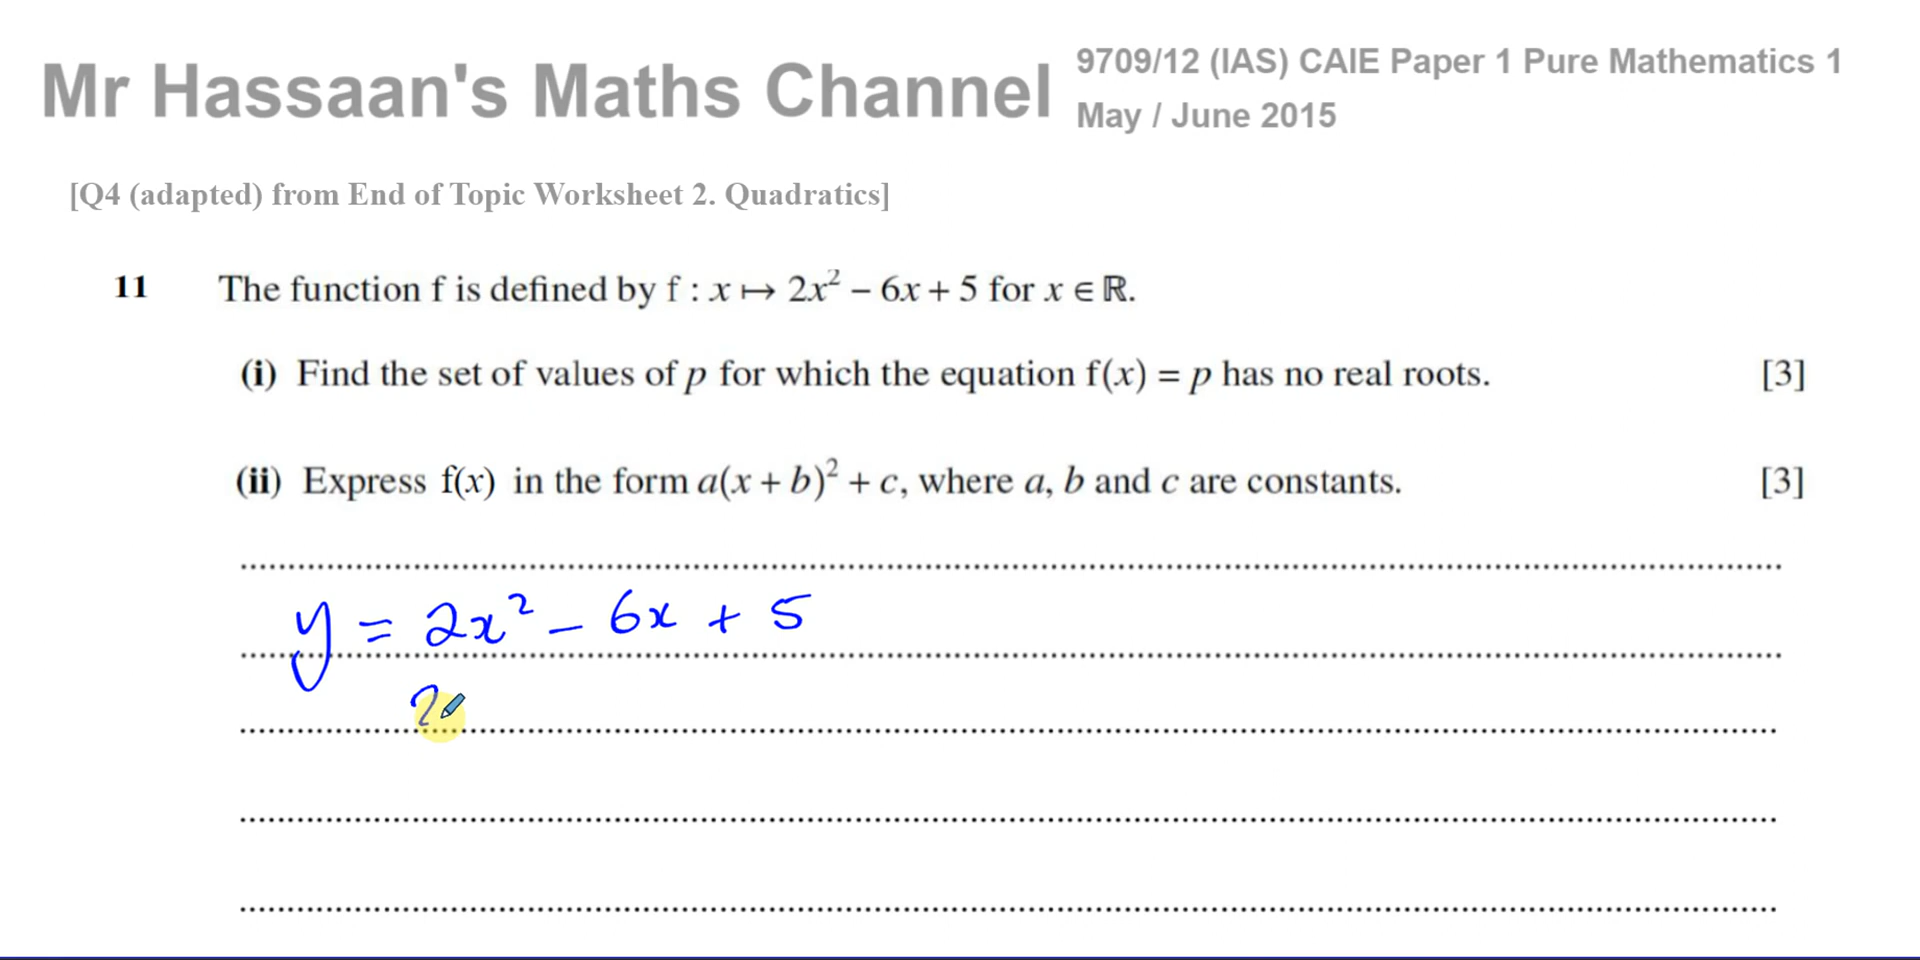 Mr Hassaan's Maths Channel
9709/12 (IAS) CAIE Paper 1 Pure Mathematics 1
May / June 2015
[Q4 (adapted) from End of Topic Worksheet 2. Quadratics]
11 The function f is defined by f : x ↦ 2x² − 6x + 5 for x ∈ ℝ.
(i) Find the set of values of p for which the equation f(x) = p has no real roots. [3]
(ii) Express f(x) in the form a(x + b)² + c, where a, b and c are constants. [3]
y = 2x² − 6x + 5
2